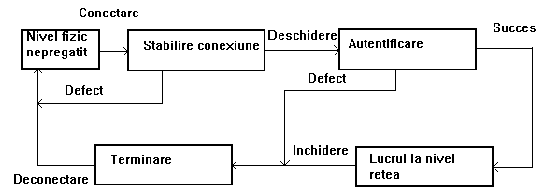 Conectare
Nivel fizic
nepregatit
Stabilire conexiune
Deschidere
Autentificare
Succes
Defect
Defect
Terminare
Inchidere
Lucrul la nivel
retea
Deconectare